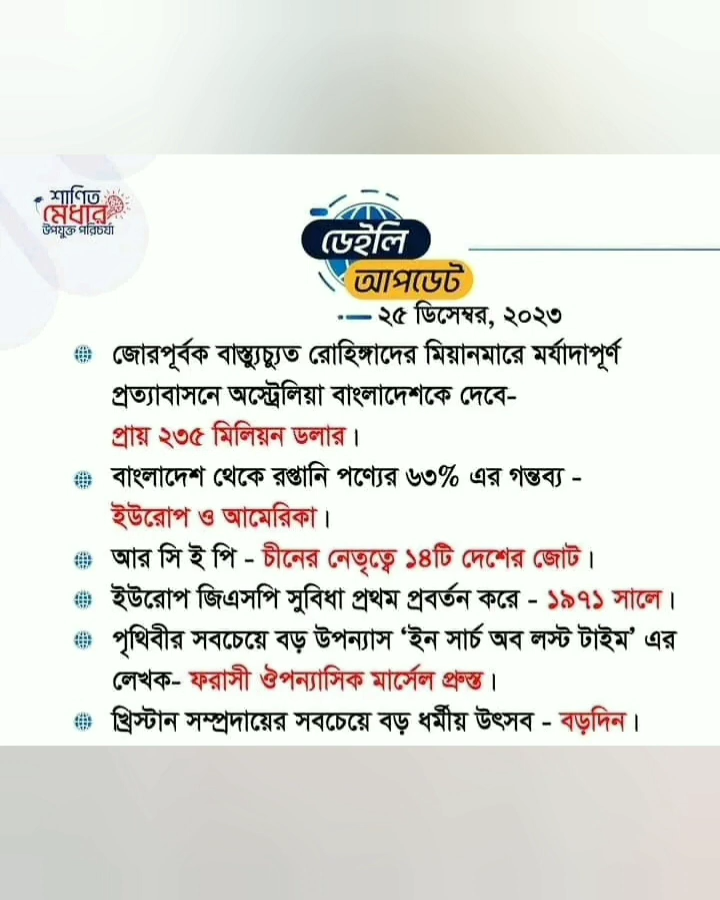 শাণিত
মেধার
উপযুক্ত পরিচর্যা
ডেইলি
আপডেট
২৫ ডিসেম্বর, ২০২৩
জোরপূর্বক বাস্তুচ্যুত রোহিঙ্গাদের মিয়ানমারে মর্যাদাপূর্ণ
প্রত্যাবাসনে অস্ট্রেলিয়া বাংলাদেশকে দেবে-
প্রায় ২৩৫ মিলিয়ন ডলার।
বাংলাদেশ থেকে রপ্তানি পণ্যের ৬৩% এর গন্তব্য -
ইউরোপ ও আমেরিকা।
আর সি ই পি - চীনের নেতৃত্বে ১৪টি দেশের জোট।
ইউরোপ জিএসপি সুবিধা প্রথম প্রবর্তন করে - ১৯৭১ সালে।
পৃথিবীর সবচেয়ে বড় উপন্যাস ‘ইন সার্চ অব লস্ট টাইম’ এর
লেখক- ফরাসী ঔপন্যাসিক মার্সেল প্রুস্ত।
খ্রিস্টান সম্প্রদায়ের সবচেয়ে বড় ধর্মীয় উৎসব - বড়দিন।